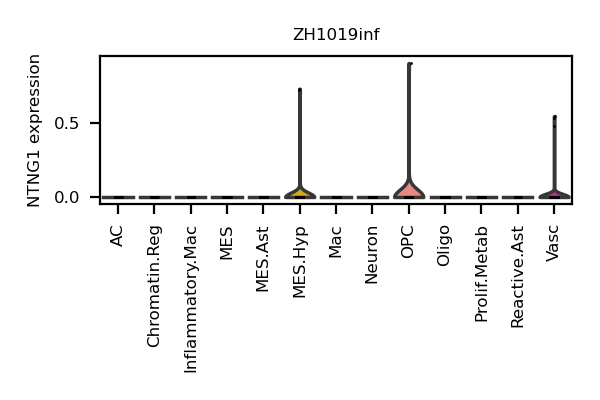 ZH1019inf
NTNG1 expression
0.5
0.0
AC
Chromatin.Reg
Inflammatory.Mac
MES
MES.Ast
MES.Hyp
Mac
Neuron
OPC
Oligo
Prolif.Metab
Reactive.Ast
Vasc